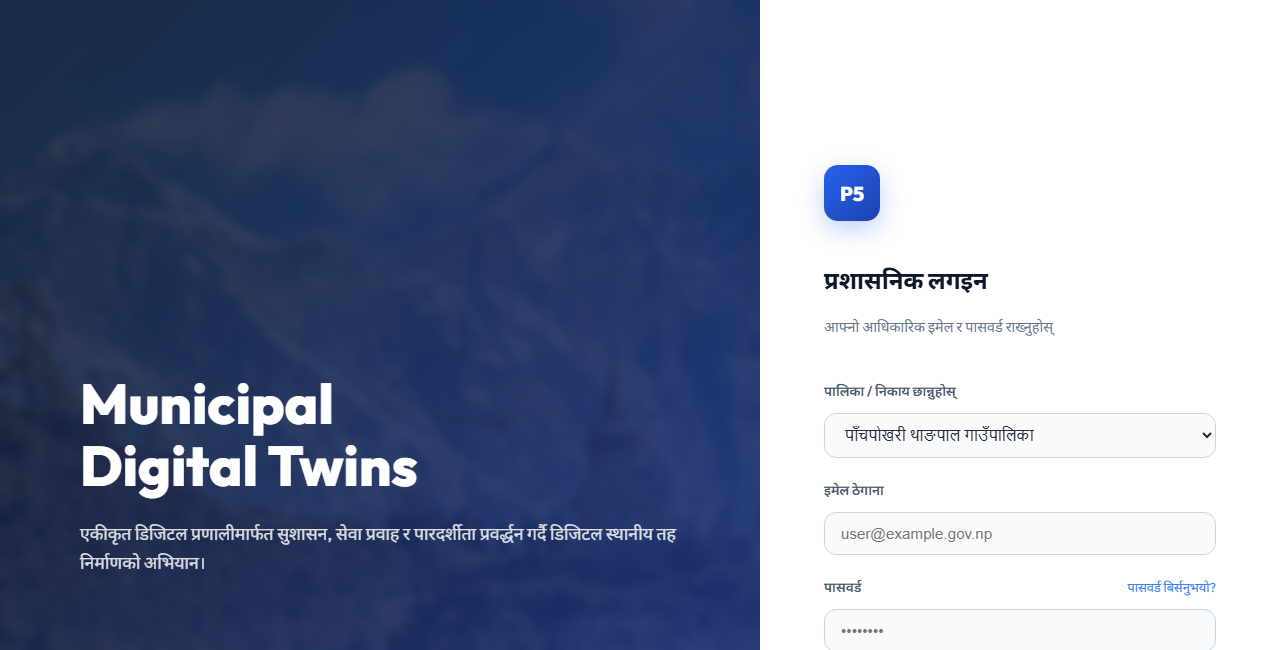 Municipal
Digital Twins
एकीकृत डिजिटल प्रणालीमार्फत सुशासन, सेवा प्रवाह र पारदर्शीता प्रवर्द्धन गर्दै डिजिटल स्थानीय तह
निर्माणको अभियान।
P5
प्रशासनिक लगइन
आफ्नो आधिकारिक इमेल र पासवर्ड राख्नुहोस्
पालिका / निकाय छान्नुहोस्
पाँचपोखरी थाङपाल गाउँपालिका
इमेल ठेगाना
user@example.gov.np
पासवर्ड पासवर्ड बिर्सनुभयो?
••••••••